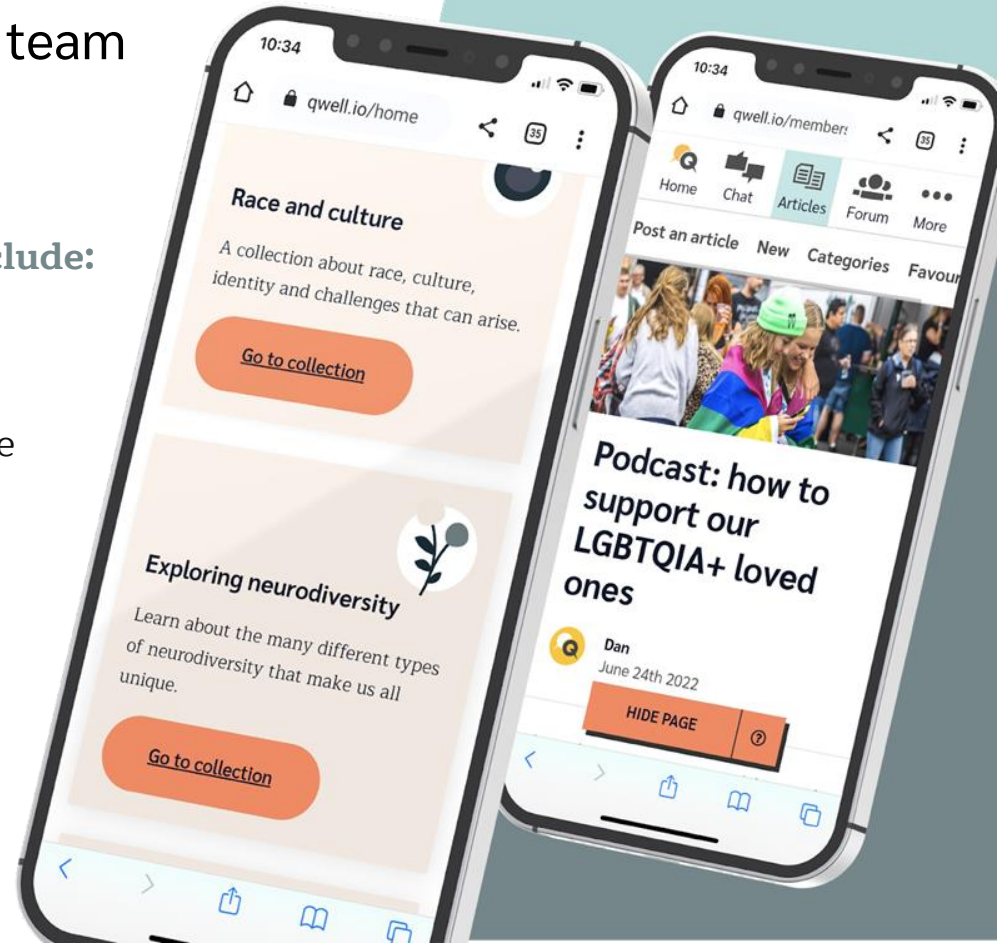 team
clude:
e
10:34
qwell.io/home
35
Race and culture
A collection about race, culture,
identity and challenges that can arise.
Go to collection
Exploring neurodiversity
Learn about the many different types
of neurodiversity that make us all
unique.
Go to collection
10:34
qwell.io/members
35
Home Chat Articles Forum More
Post an article New Categories Favour
Podcast: how to
support our
LGBTQIA+ loved
ones
Q
Dan
June 24th 2022
HIDE PAGE ?